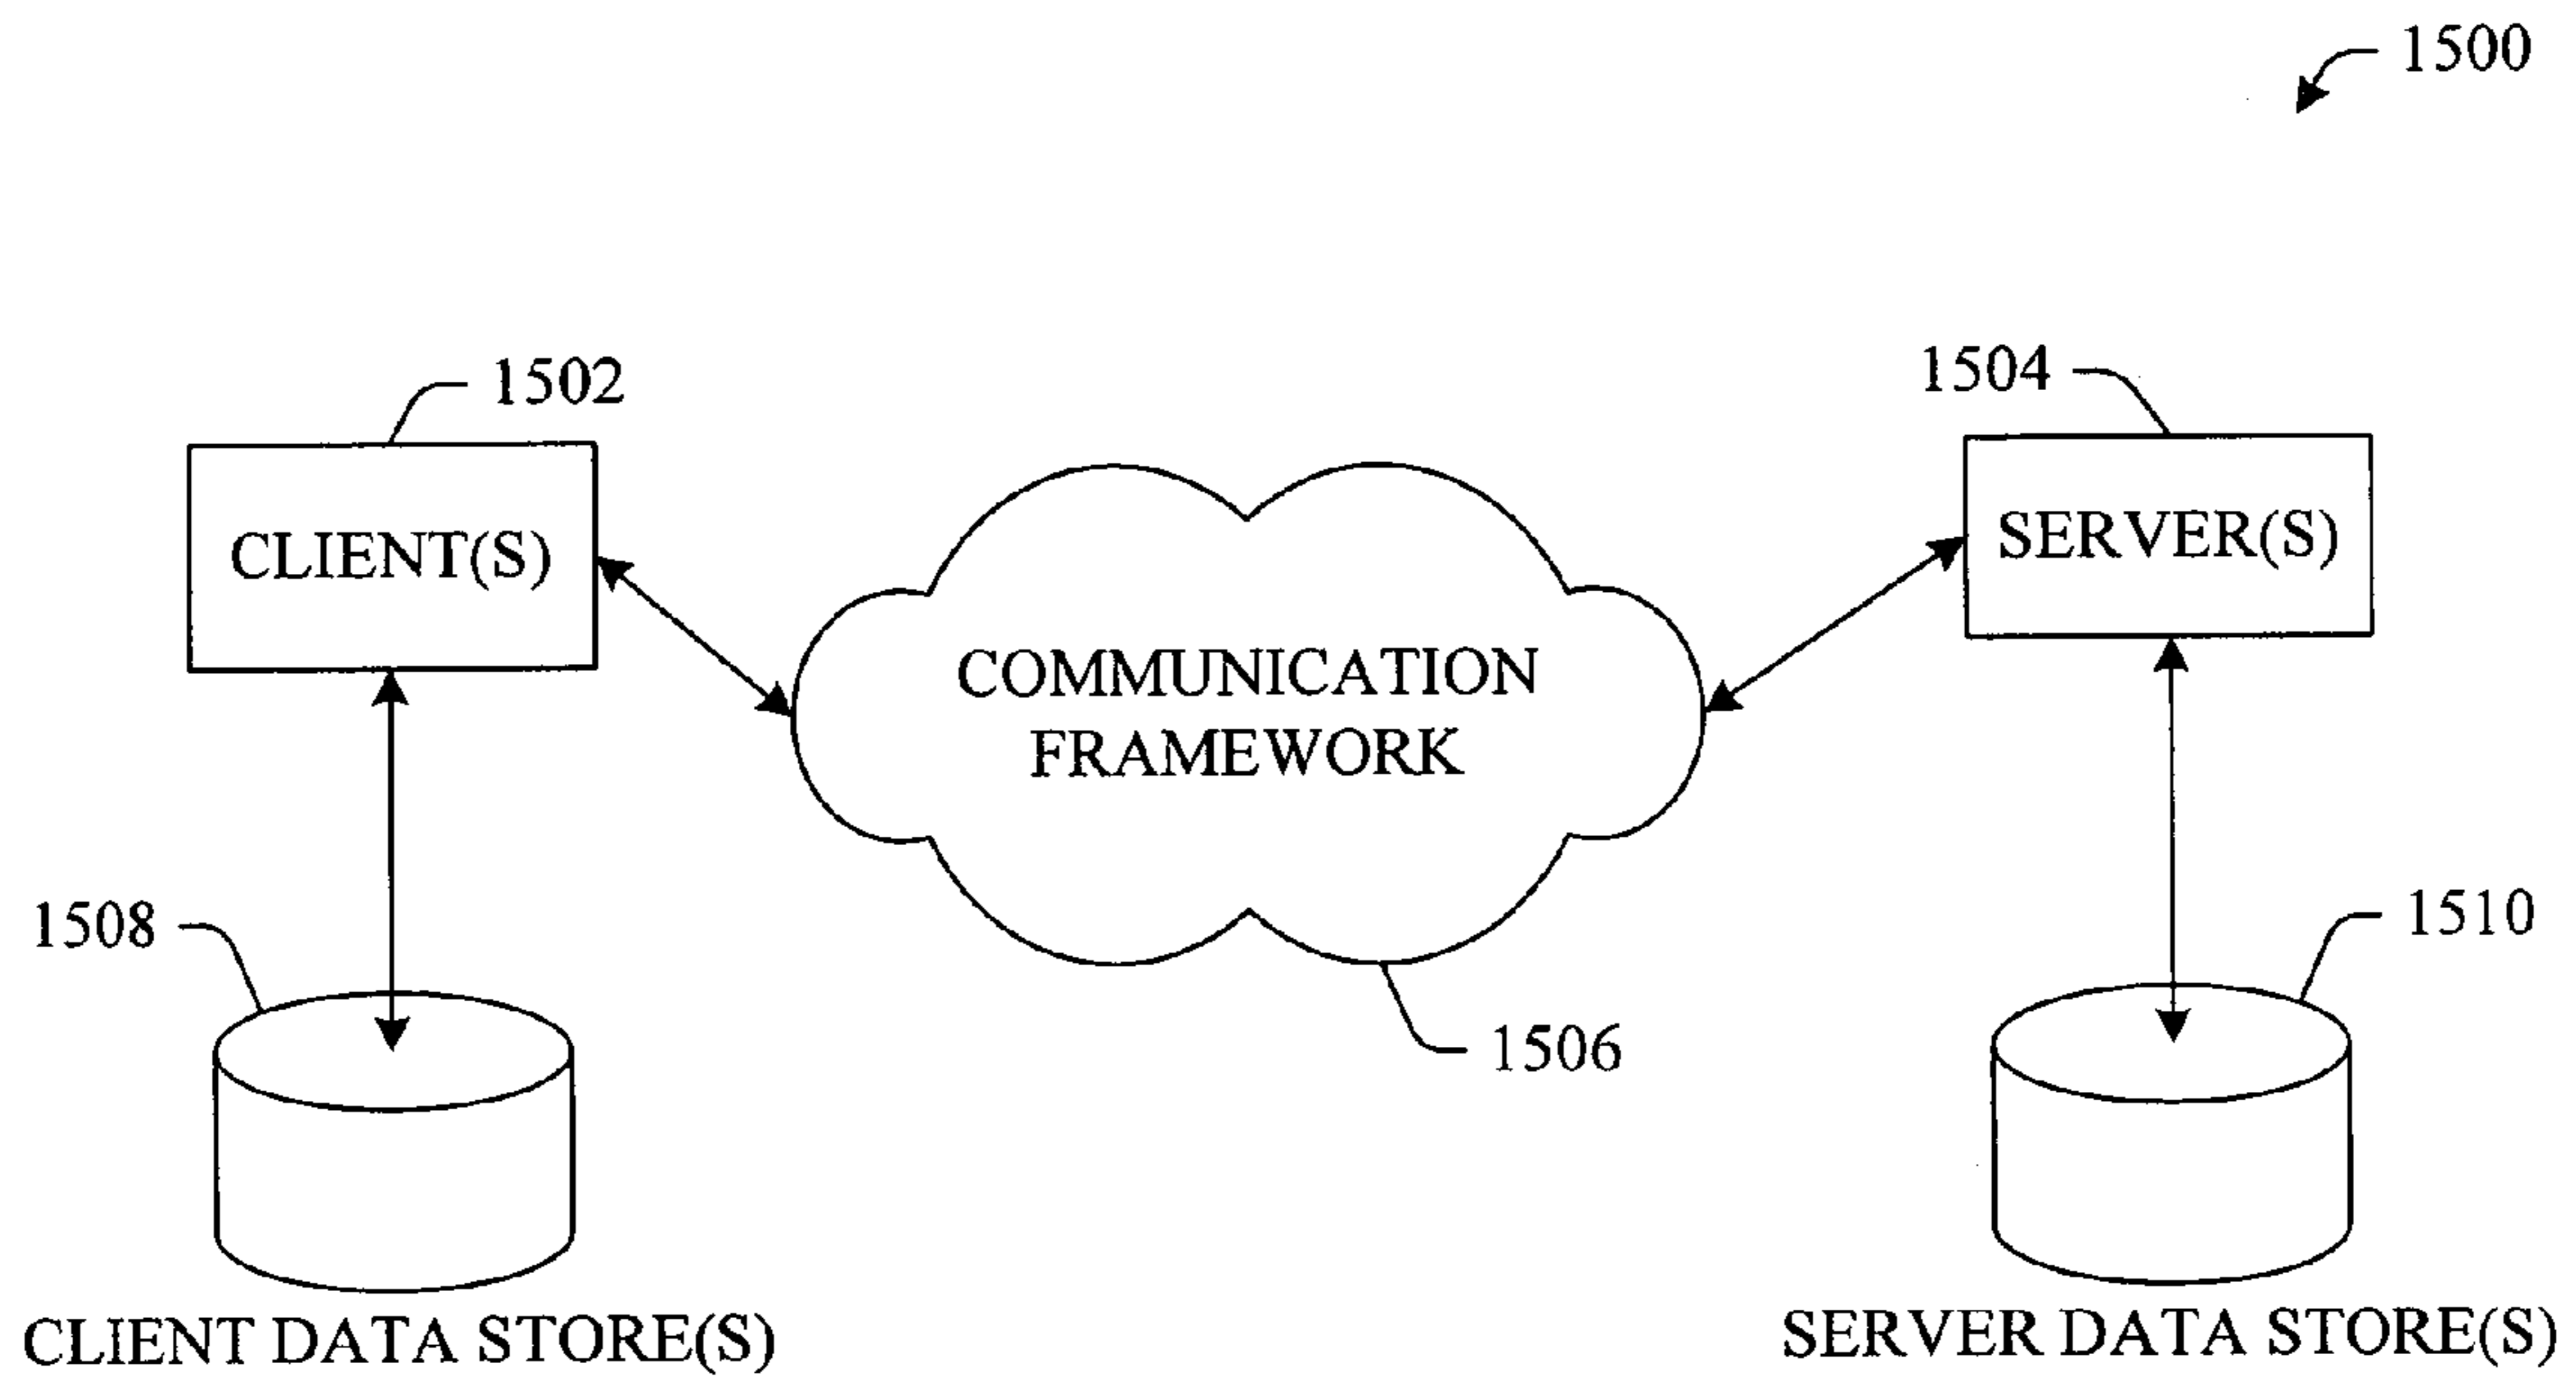 1500
1502
1504
CLIENT(S)
SERVER(S)
COMMUNICATION
FRAMEWORK
1508
1510
1506
CLIENT DATA STORE(S)
SERVER DATA STORE(S)